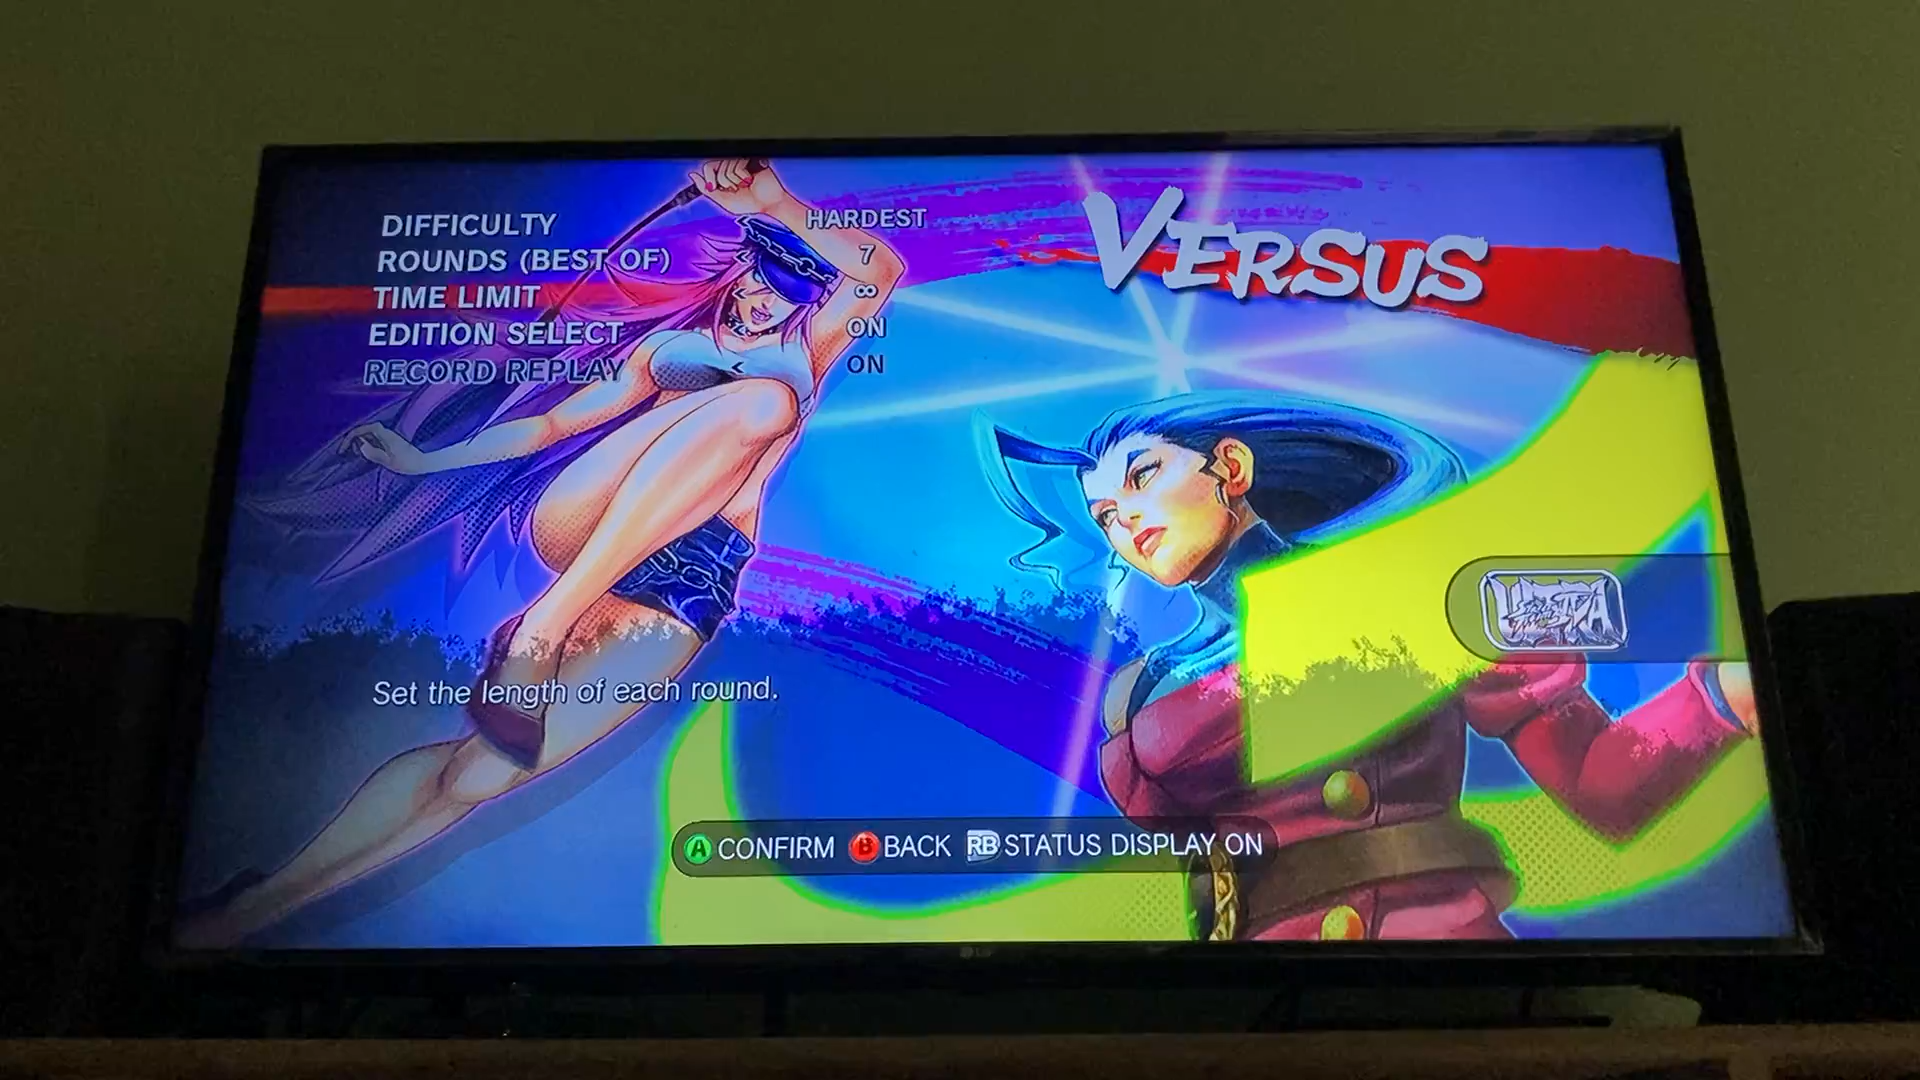 DIFFICULTY HARDEST
ROUNDS (BEST OF) 7
TIME LIMIT ∞
EDITION SELECT ON
RECORD REPLAY ON
VERSUS
ULTRA
Set the length of each round.
A CONFIRM B BACK RB STATUS DISPLAY ON